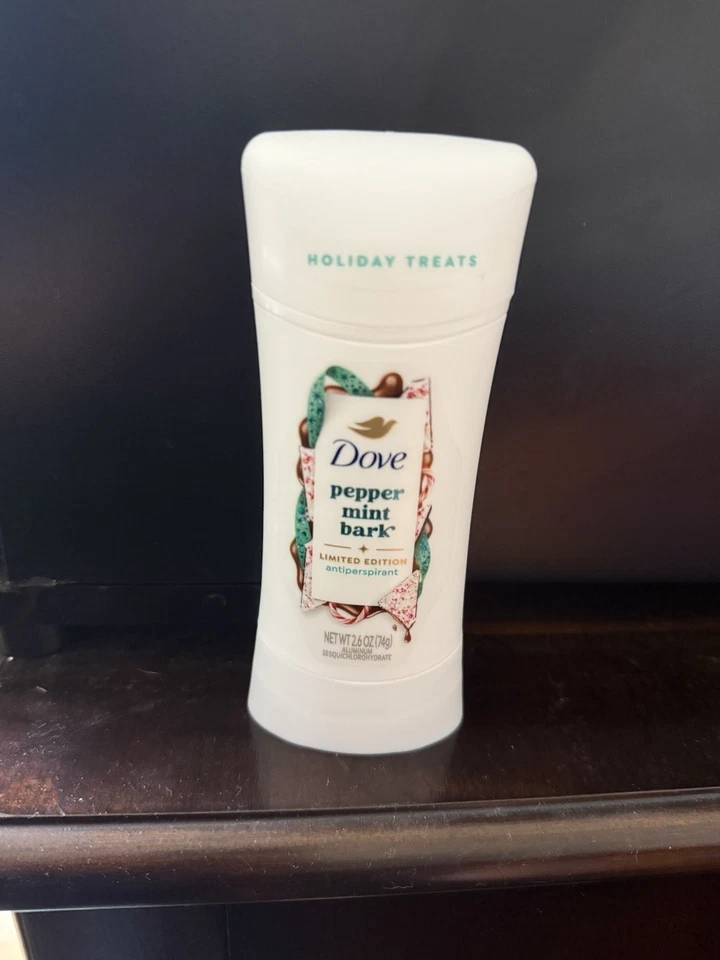 HOLIDAY TREATS
Dove
pepper
mint
bark
LIMITED EDITION
antiperspirant
NET WT 2.6 OZ (74g)
ALUMINUM
SESQUICHLOROHYDRATE